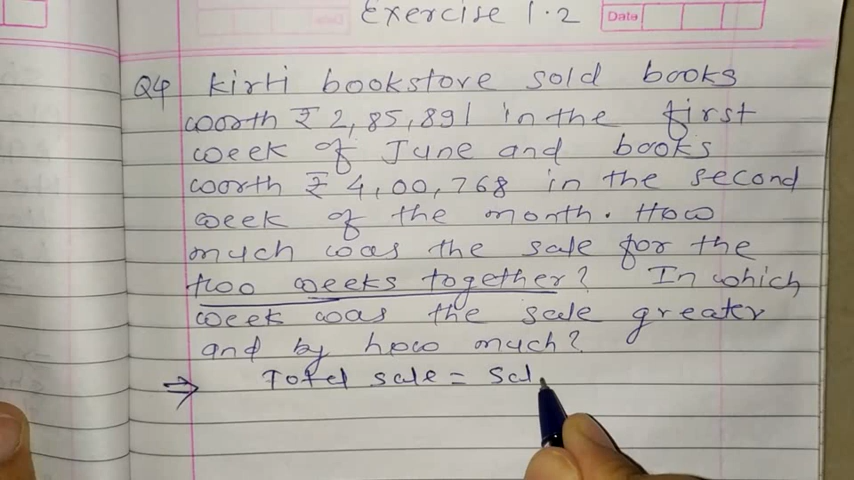 Exercise 1.2
Date
Q4 Kirti bookstore sold books
worth ₹ 2,85,891 in the first
week of June and books
worth ₹ 4,00,768 in the second
week of the month. How
much was the sale for the
two weeks together? In which
week was the sale greater
and by how much?
⇒ Total sale = Sal